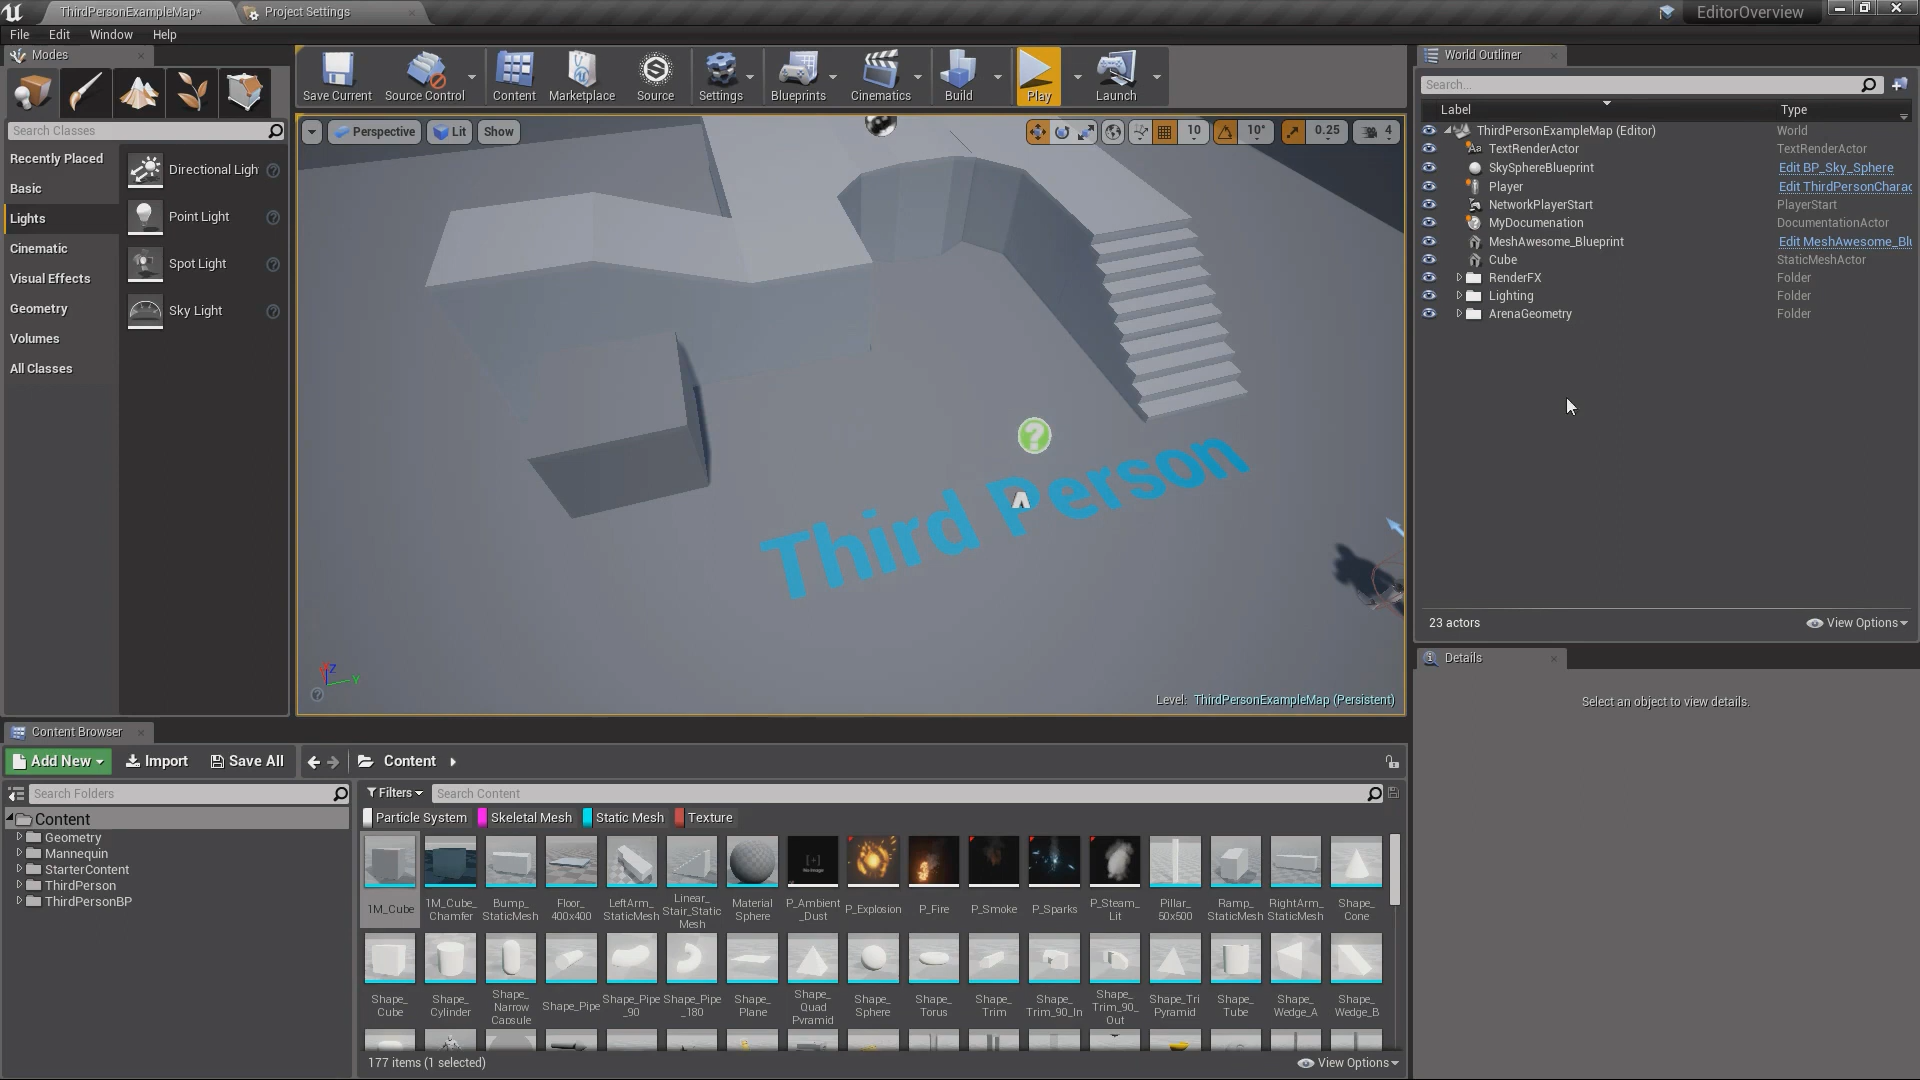 ThirdPersonExampleMap*
Project Settings
EditorOverview
File Edit Window Help
Modes
Search Classes
Recently Placed
Basic
Lights
Cinematic
Visual Effects
Geometry
Volumes
All Classes
Directional Ligh
Point Light
Spot Light
Sky Light
Save Current
Source Control
Content
Marketplace
Source
Settings
Blueprints
Cinematics
Build
Play
Launch
Perspective
Lit
Show
10
10°
0.25
4
Third Person
Z
Y
Level: ThirdPersonExampleMap (Persistent)
World Outliner
Search...
Label Type
ThirdPersonExampleMap (Editor) World
TextRenderActor TextRenderActor
SkySphereBlueprint Edit BP_Sky_Sphere
Player Edit ThirdPersonCharac
NetworkPlayerStart PlayerStart
MyDocumenation DocumentationActor
MeshAwesome_Blueprint Edit MeshAwesome_Blu
Cube StaticMeshActor
RenderFX Folder
Lighting Folder
ArenaGeometry Folder
23 actors
View Options
Details
Select an object to view details.
Content Browser
Add New
Import
Save All
Content
Search Folders
Content
Geometry
Mannequin
StarterContent
ThirdPerson
ThirdPersonBP
Filters
Search Content
Particle System
Skeletal Mesh
Static Mesh
Texture
1M_Cube
1M_Cube_
Chamfer
Bump_
StaticMesh
Floor_
400x400
LeftArm_
StaticMesh
Linear_
Stair_Static
Mesh
Material
Sphere
P_Ambient
_Dust
P_Explosion
P_Fire
P_Smoke
P_Sparks
P_Steam_
Lit
Pillar_
50x500
Ramp_
StaticMesh
RightArm_
StaticMesh
Shape_
Cone
Shape_
Cube
Shape_
Cylinder
Shape_
Narrow
Capsule
Shape_Pipe
Shape_Pipe
_90
Shape_Pipe
_180
Shape_
Plane
Shape_
Quad
Pyramid
Shape_
Sphere
Shape_
Torus
Shape_
Trim
Shape_
Trim_90_In
Shape_
Trim_90_
Out
Shape_Tri
Pyramid
Shape_
Tube
Shape_
Wedge_A
Shape_
Wedge_B
177 items (1 selected)
View Options